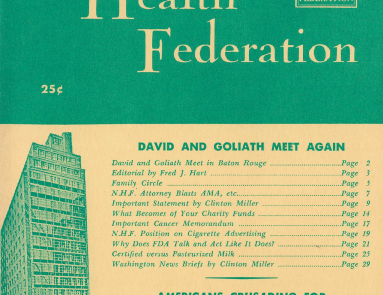 Health
FEDERATION
Federation
25¢
DAVID AND GOLIATH MEET AGAIN
David and Goliath Meet in Baton Rouge ..............................Page 2
Editorial by Fred J. Hart ..............................Page 3
Family Circle ..............................Page 5
N.H.F. Attorney Blasts AMA, etc. ..............................Page 7
Important Statement by Clinton Miller ..............................Page 9
What Becomes of Your Charity Funds ..............................Page 14
Important Cancer Memorandum ..............................Page 17
N.H.F. Position on Cigarette Advertising ..............................Page 19
Why Does FDA Talk and Act Like It Does? ..............................Page 21
Certified versus Pasteurized Milk ..............................Page 25
Washington News Briefs by Clinton Miller ..............................Page 29
AMERICANS CRUSADING FOR